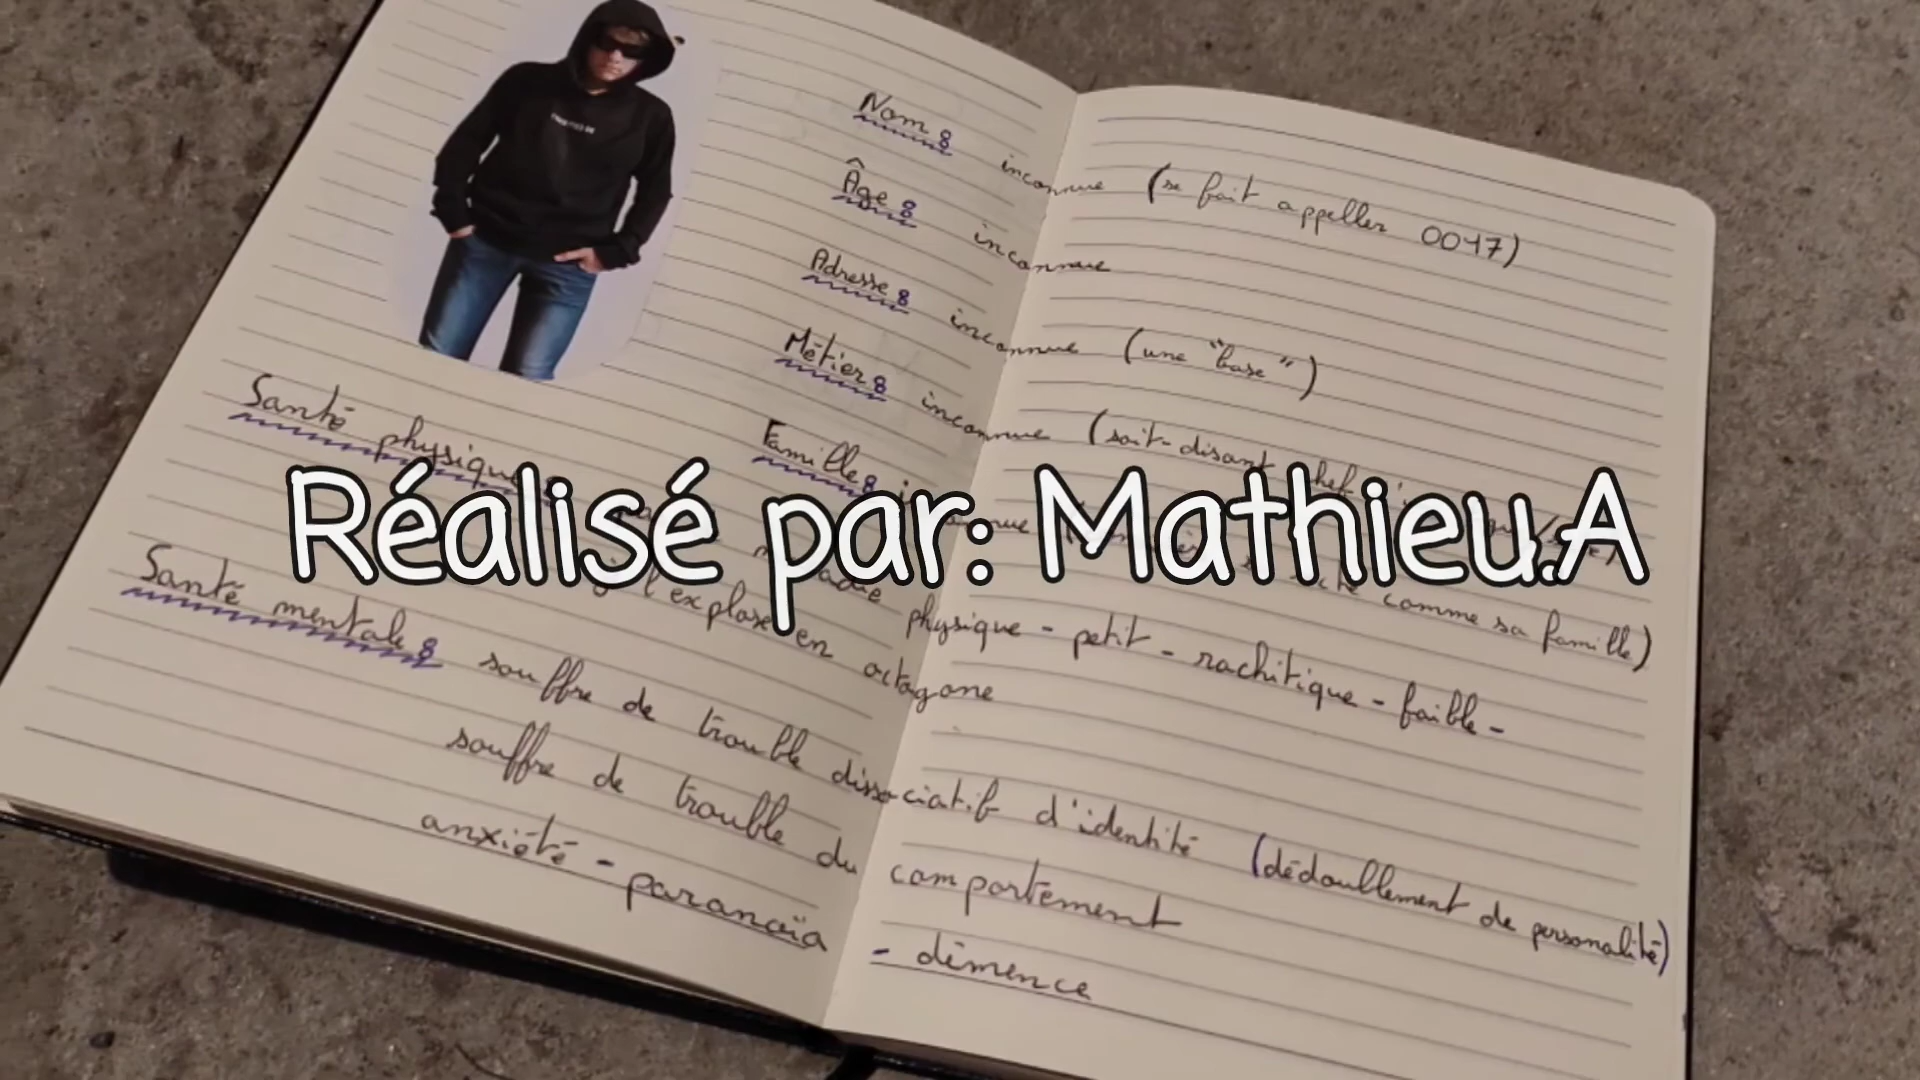 Nom : inconnue (se fait appeller 0047)
Âge : inconnue
Adresse : inconnue (une "base")
Métier : inconnue (soit-disant chef
Famille :
comme sa famille)
Santé physique
physique - petit - rachitique - faible -
l'explose en octagone
Réalisé par: Mathieu.A
Santé mentale : souffre de trouble dissociatif d'identité (dédoublement de personalité)
souffre de trouble du comportement
anxiété - paranoïa - démence